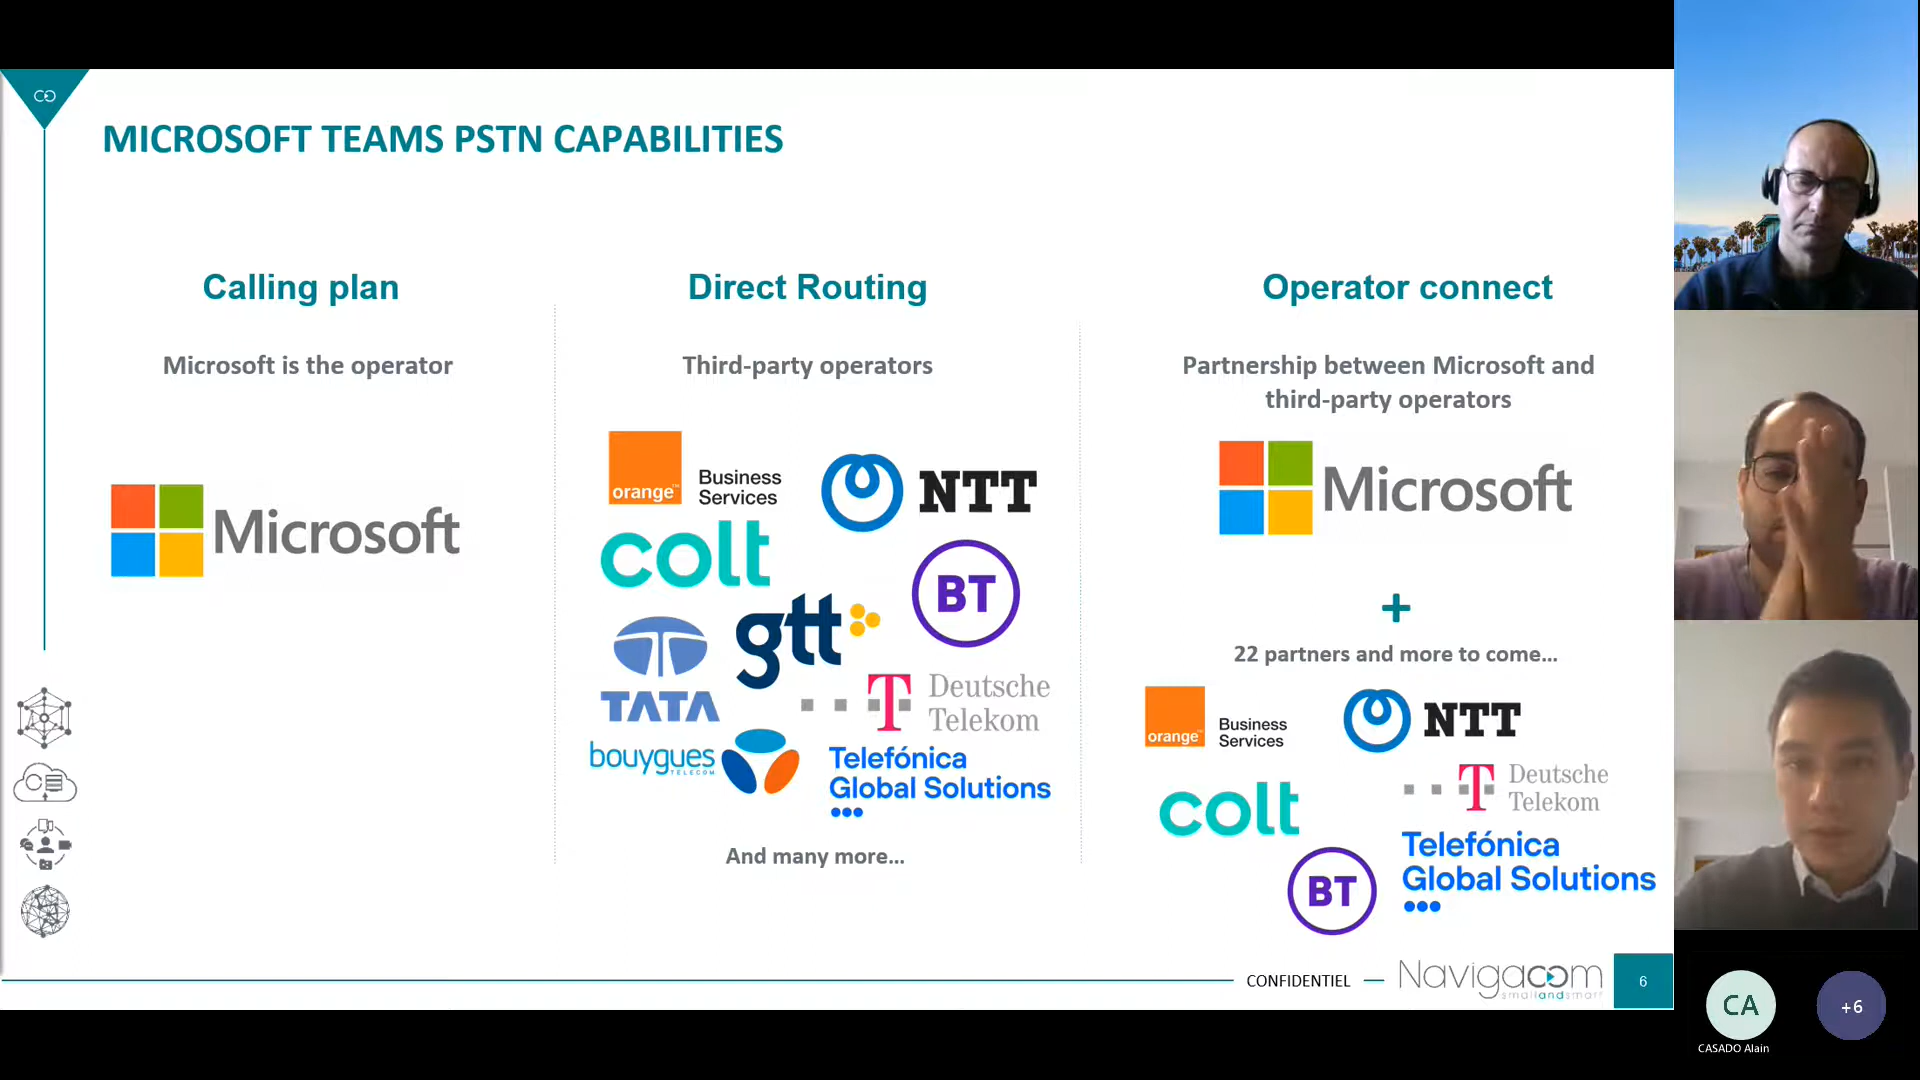 MICROSOFT TEAMS PSTN CAPABILITIES
Calling plan
Microsoft is the operator
Microsoft
Direct Routing
Third-party operators
orange™
Business
Services
NTT
colt
BT
gtt
TATA
Deutsche
Telekom
T
bouygues
TELECOM
Telefónica
Global Solutions
And many more...
Operator connect
Partnership between Microsoft and
third-party operators
Microsoft
+
22 partners and more to come...
orange™
Business
Services
NTT
T
Deutsche
Telekom
colt
Telefónica
Global Solutions
BT
CONFIDENTIEL
Navigacom
smallandsmart
6
CA
CASADO Alain
+6